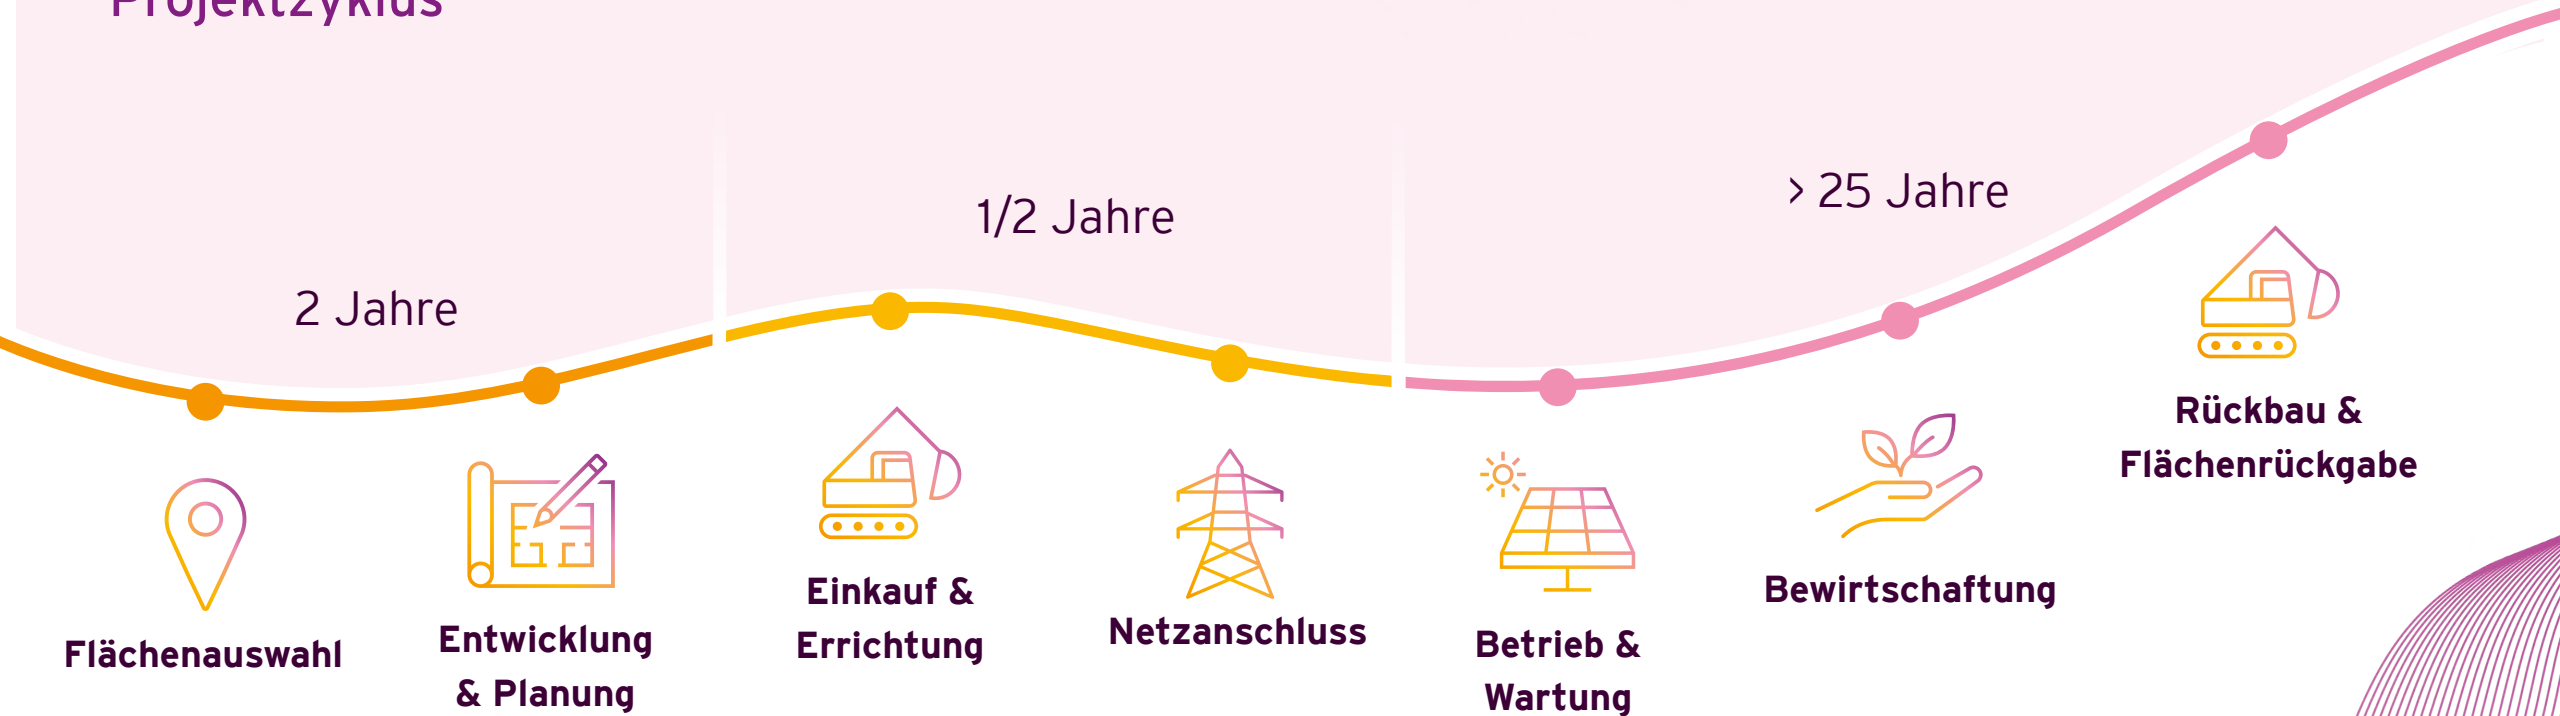 Projektzyklus
2 Jahre
1/2 Jahre
> 25 Jahre
Flächenauswahl
Entwicklung
& Planung
Einkauf &
Errichtung
Netzanschluss
Betrieb &
Wartung
Bewirtschaftung
Rückbau &
Flächenrückgabe